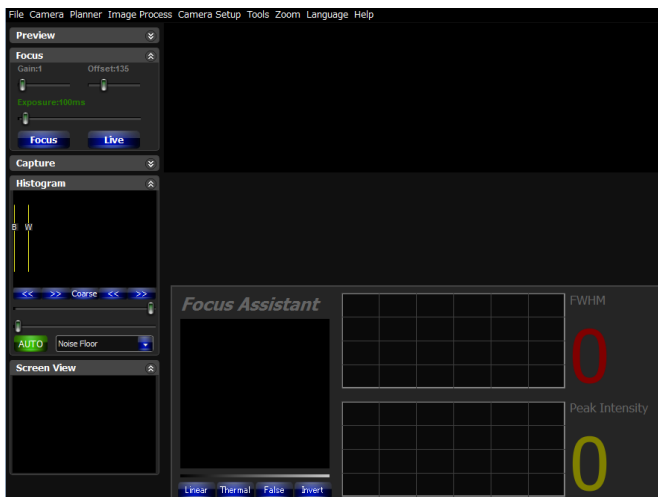 File Camera Planner Image Process Camera Setup Tools Zoom Language Help
Preview
Focus
Gain:1 Offset:135
Exposure:100ms
Focus Live
Capture
Histogram
B W
<< >> Coarse << >>
AUTO Noise Floor
Screen View
Focus Assistant
FWHM
0
Peak Intensity
0
Linear Thermal False Invert